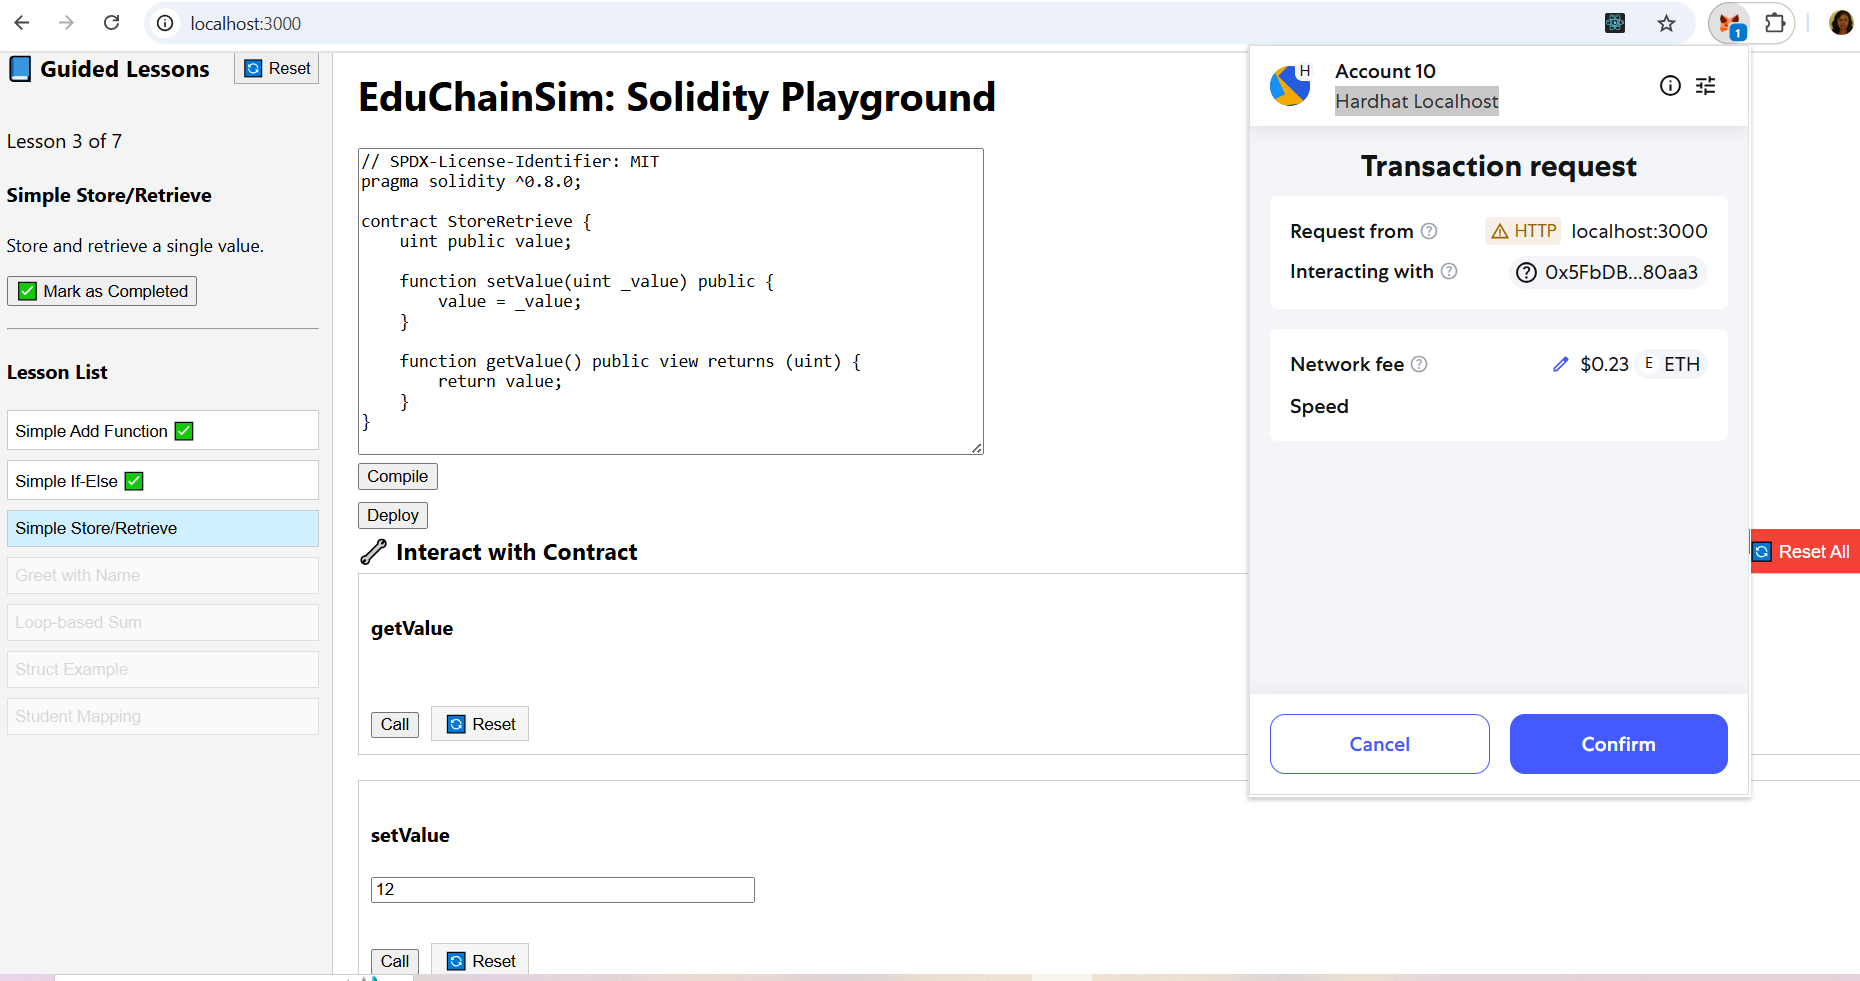 localhost:3000
1
Guided Lessons
Reset
Lesson 3 of 7
Simple Store/Retrieve
Store and retrieve a single value.
Mark as Completed
Lesson List
Simple Add Function
Simple If-Else
Simple Store/Retrieve
Greet with Name
Loop-based Sum
Struct Example
Student Mapping
EduChainSim: Solidity Playground
// SPDX-License-Identifier: MIT
pragma solidity ^0.8.0;
contract StoreRetrieve {
    uint public value;
    function setValue(uint _value) public {
        value = _value;
    }
    function getValue() public view returns (uint) {
        return value;
    }
}
Compile
Deploy
Interact with Contract
Reset All
getValue
Call
Reset
setValue
12
Call
Reset
H
Account 10
Hardhat Localhost
Transaction request
Request from HTTP localhost:3000
Interacting with 0x5FbDB...80aa3
Network fee $0.23 E ETH
Speed
Cancel
Confirm